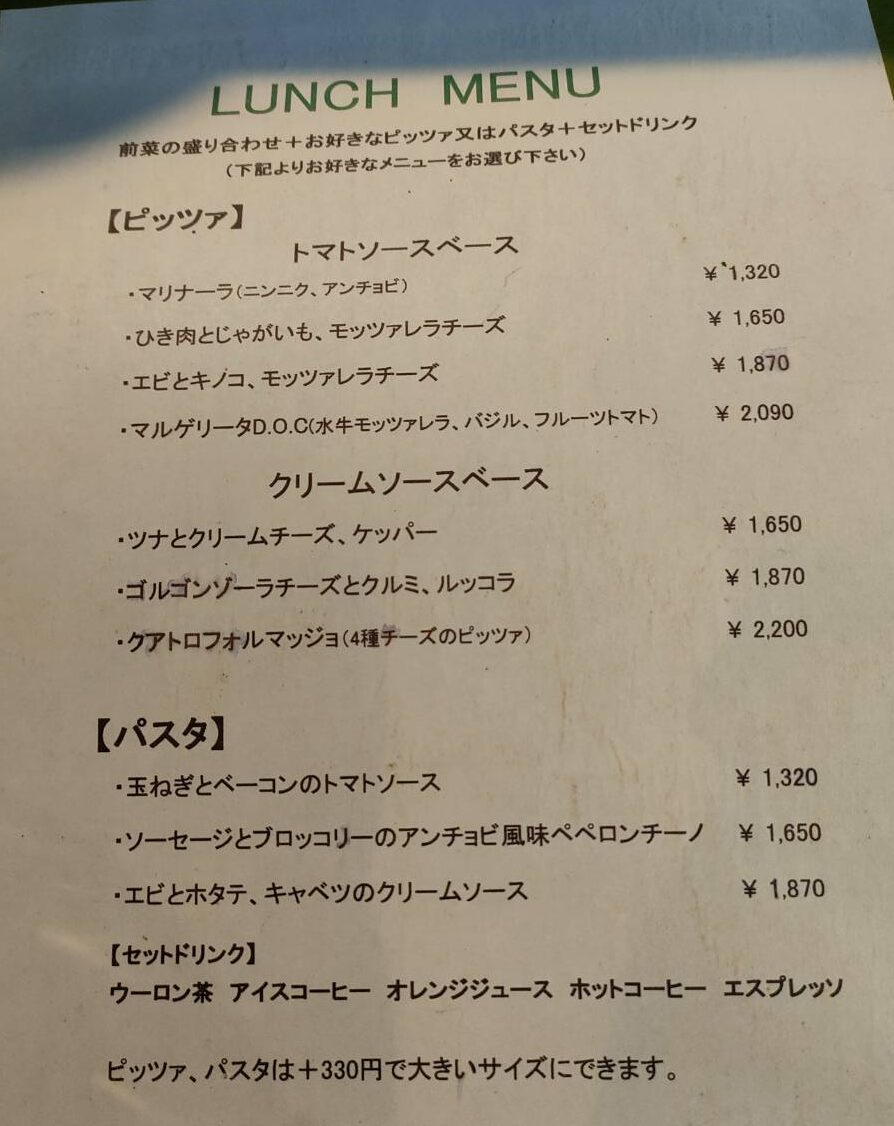 LUNCH MENU
前菜の盛り合わせ＋お好きなピッツァ又はパスタ＋セットドリンク
（下記よりお好きなメニューをお選び下さい）
【ピッツァ】
トマトソースベース
・マリナーラ（ニンニク、アンチョビ） ￥1,320
・ひき肉とじゃがいも、モッツァレラチーズ ￥1,650
・エビとキノコ、モッツァレラチーズ ￥1,870
・マルゲリータD.O.C（水牛モッツァレラ、バジル、フルーツトマト） ￥2,090
クリームソースベース
・ツナとクリームチーズ、ケッパー ￥1,650
・ゴルゴンゾーラチーズとクルミ、ルッコラ ￥1,870
・クアトロフォルマッジョ（4種チーズのピッツァ） ￥2,200
【パスタ】
・玉ねぎとベーコンのトマトソース ￥1,320
・ソーセージとブロッコリーのアンチョビ風味ペペロンチーノ ￥1,650
・エビとホタテ、キャベツのクリームソース ￥1,870
【セットドリンク】
ウーロン茶 アイスコーヒー オレンジジュース ホットコーヒー エスプレッソ
ピッツァ、パスタは＋330円で大きいサイズにできます。